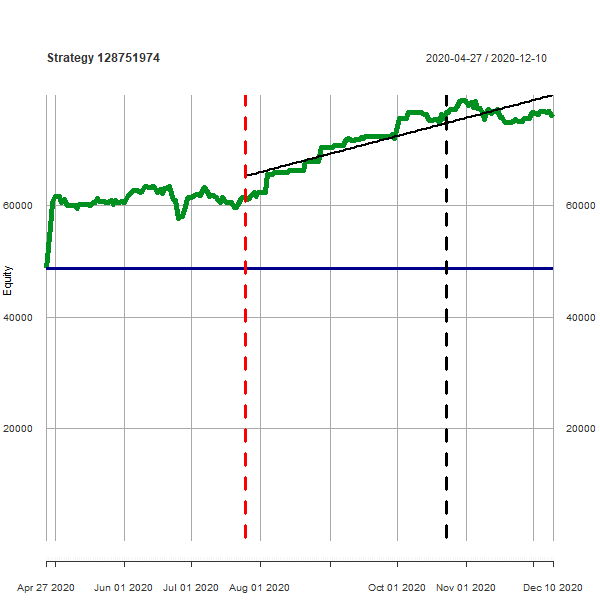 Strategy 128751974
2020-04-27 / 2020-12-10
60000
60000
Equity
40000
40000
20000
20000
Apr 27 2020
Jun 01 2020
Jul 01 2020
Aug 01 2020
Oct 01 2020
Nov 01 2020
Dec 10 2020